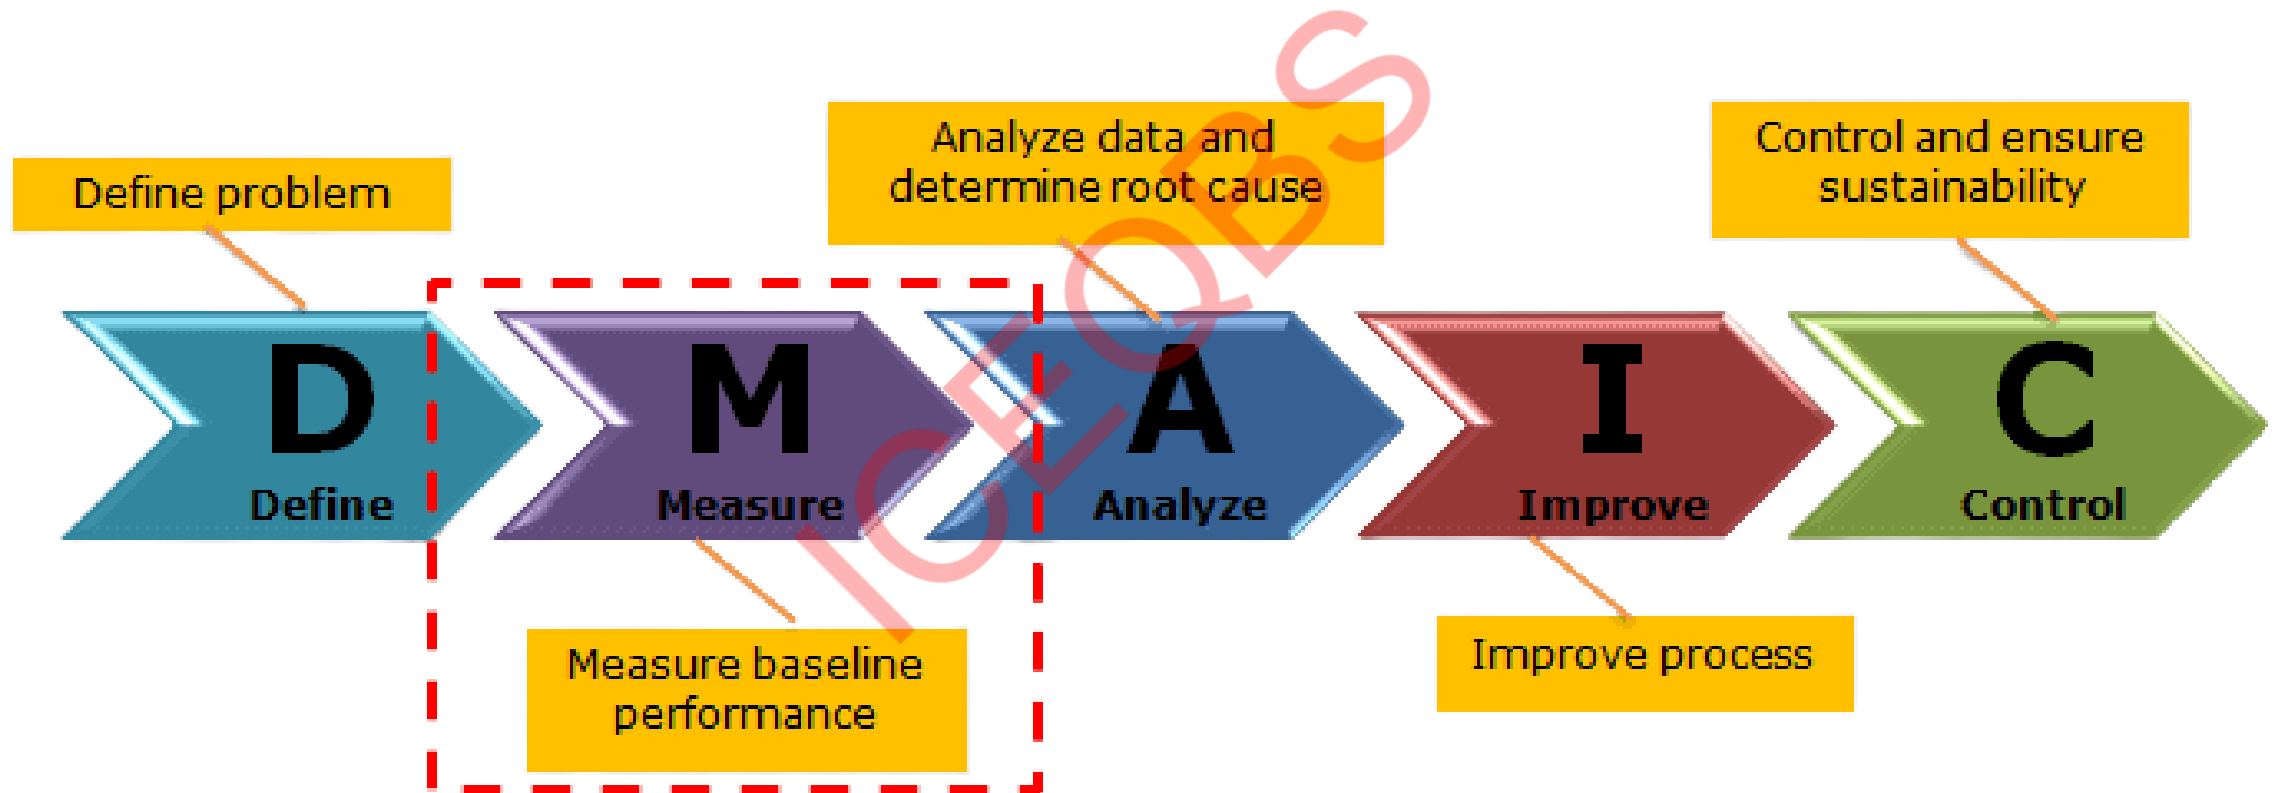 Define problem
Analyze data and
determine root cause
Control and ensure
sustainability
D
Define
M
Measure
A
Analyze
I
Improve
C
Control
Measure baseline
performance
Improve process
ICEQBS